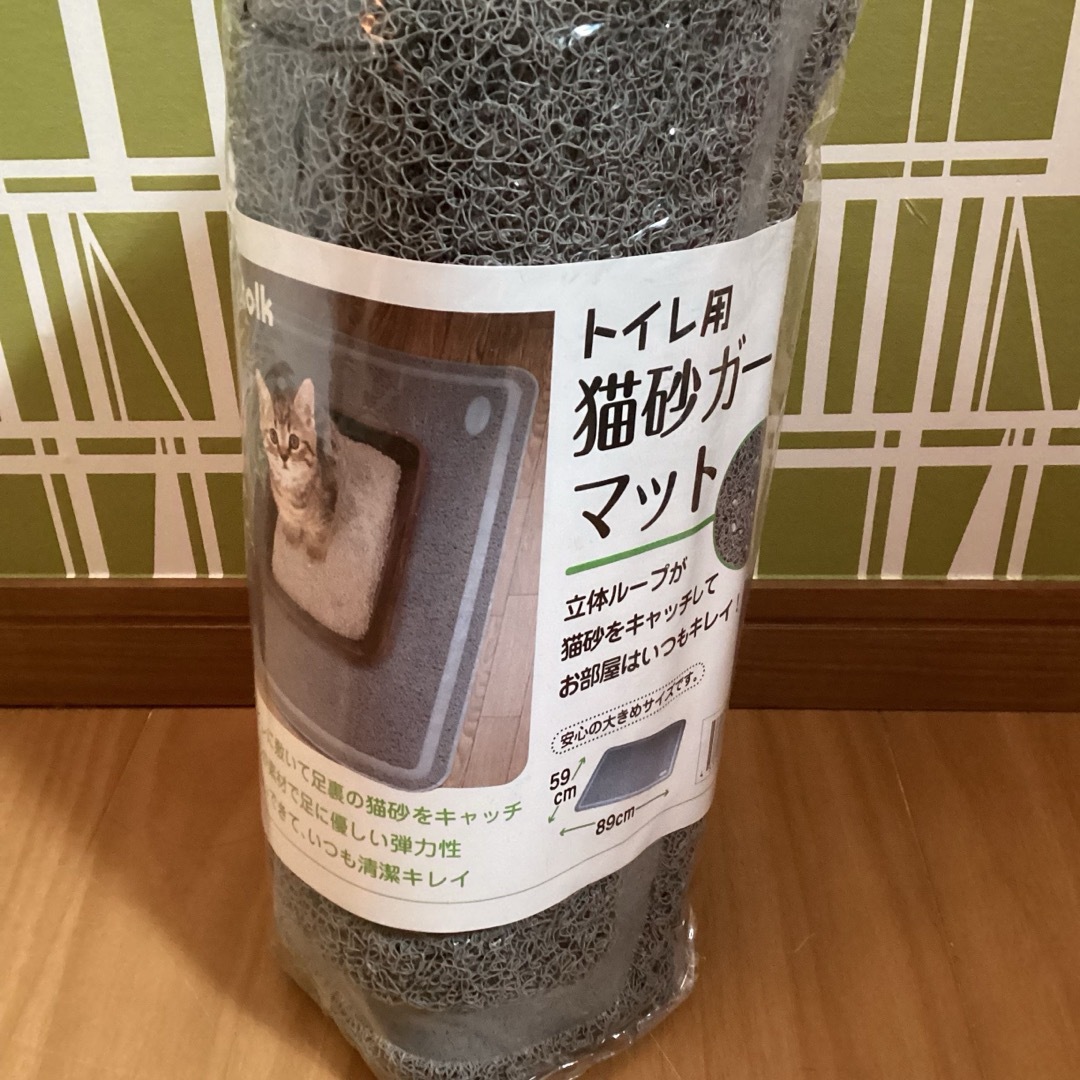 olk
トイレ用
猫砂ガー
マット
立体ループが
猫砂をキャッチして
お部屋はいつもキレイ!
安心の大きめサイズです。
59
cm
89cm
に敷いて足裏の猫砂をキャッチ
素材で足に優しい弾力性
きて、いつも清潔キレイ